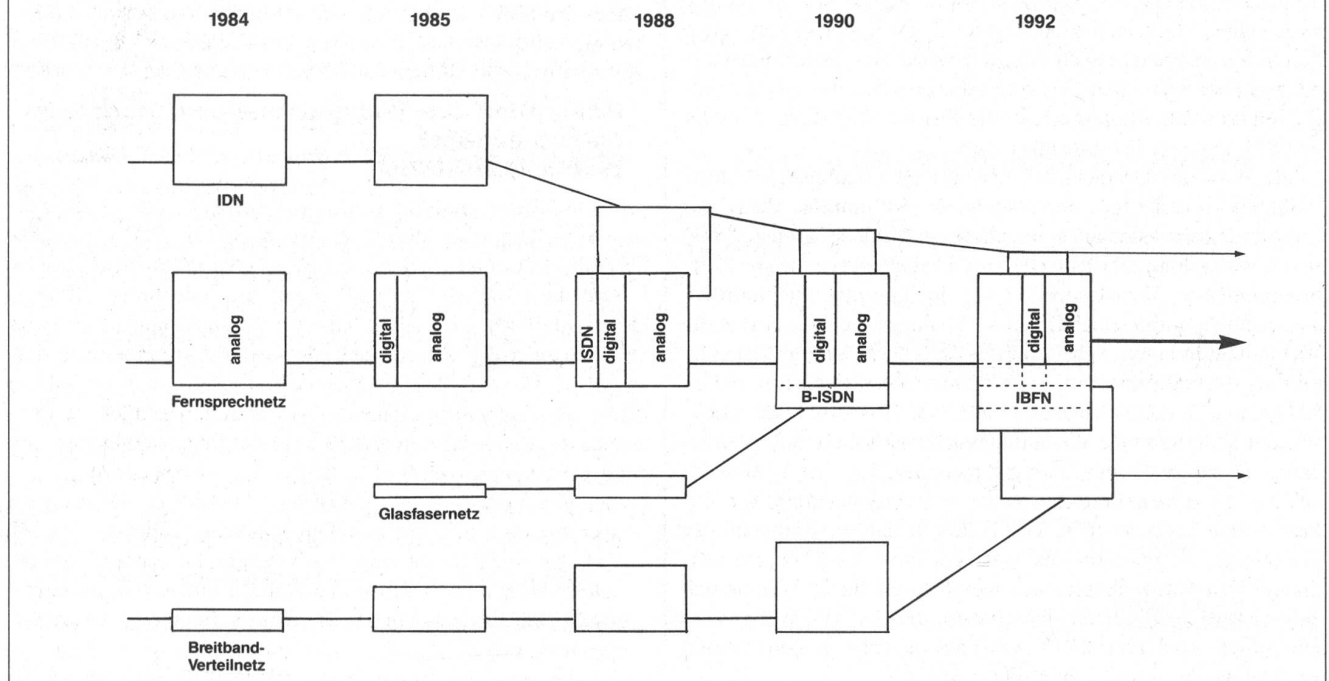 1984 1985 1988 1990 1992
IDN
analog
digital
analog
ISDN
digital
analog
digital
analog
digital
analog
Fernsprechnetz
B-ISDN
IBFN
Glasfasernetz
Breitband-
Verteilnetz